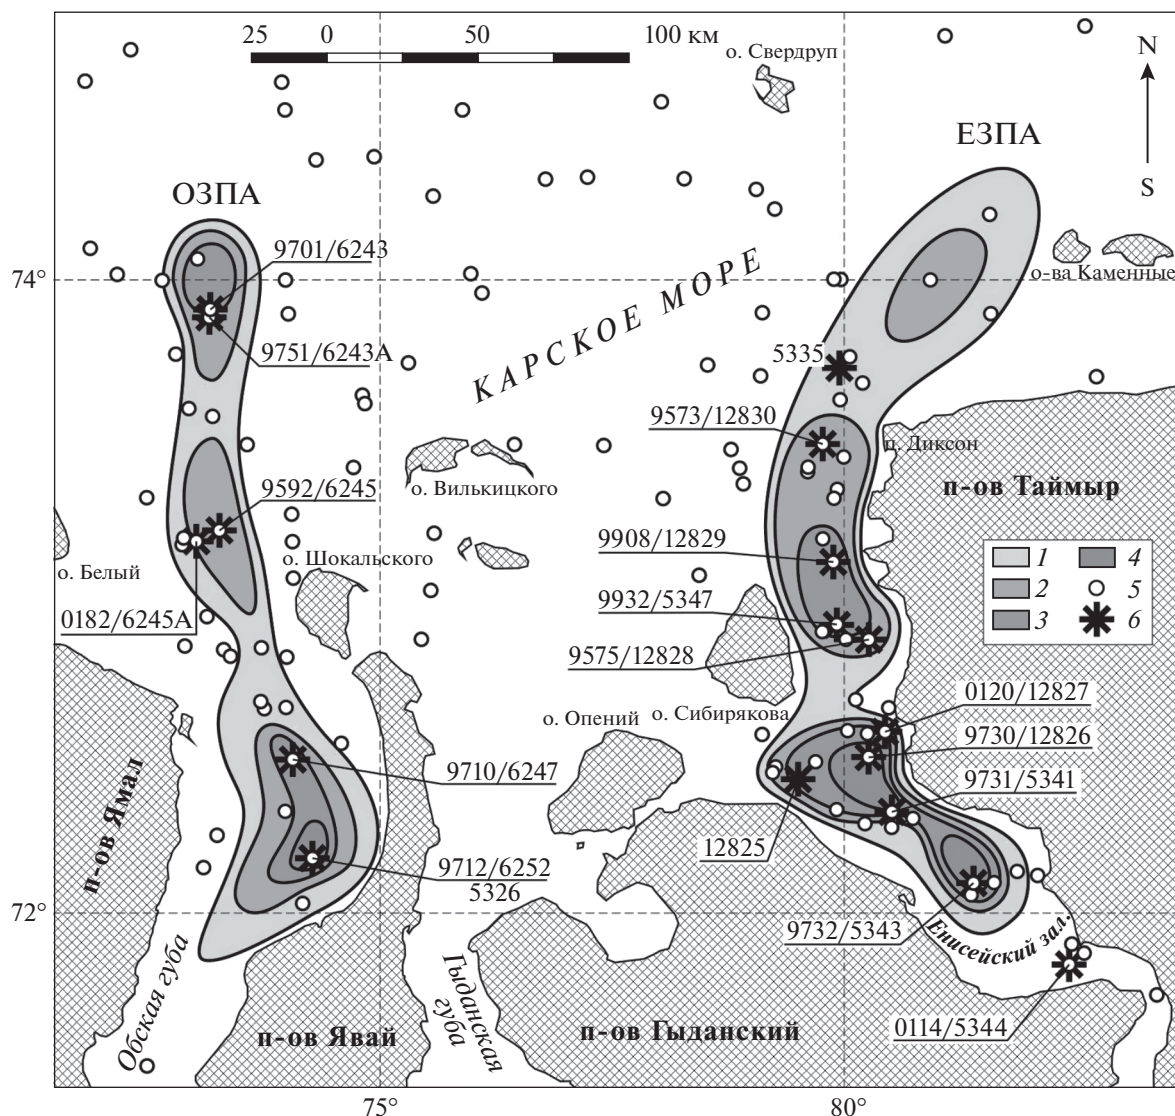 25 0 50 100 км
о. Свердруп
N
S
ЕЗПА
ОЗПА
9701/6243
74°
о-ва Каменные
КАРСКОЕ МОРЕ
9751/6243А
5335
9573/12830
п. Диксон
п-ов Таймыр
о. Вилькицкого
9592/6245
9908/12829
о. Шокальского
о. Белый
1 4
2 5
3 6
0182/6245А
9932/5347
9575/12828
0120/12827
о. Опений
о. Сибирякова
9730/12826
9710/6247
9731/5341
п-ов Ямал
12825
9712/6252
5326
72°
9732/5343
Енисейский зал.
Обская губа
Гыданская
губа
п-ов Явай
п-ов Гыданский
0114/5344
75° 80°